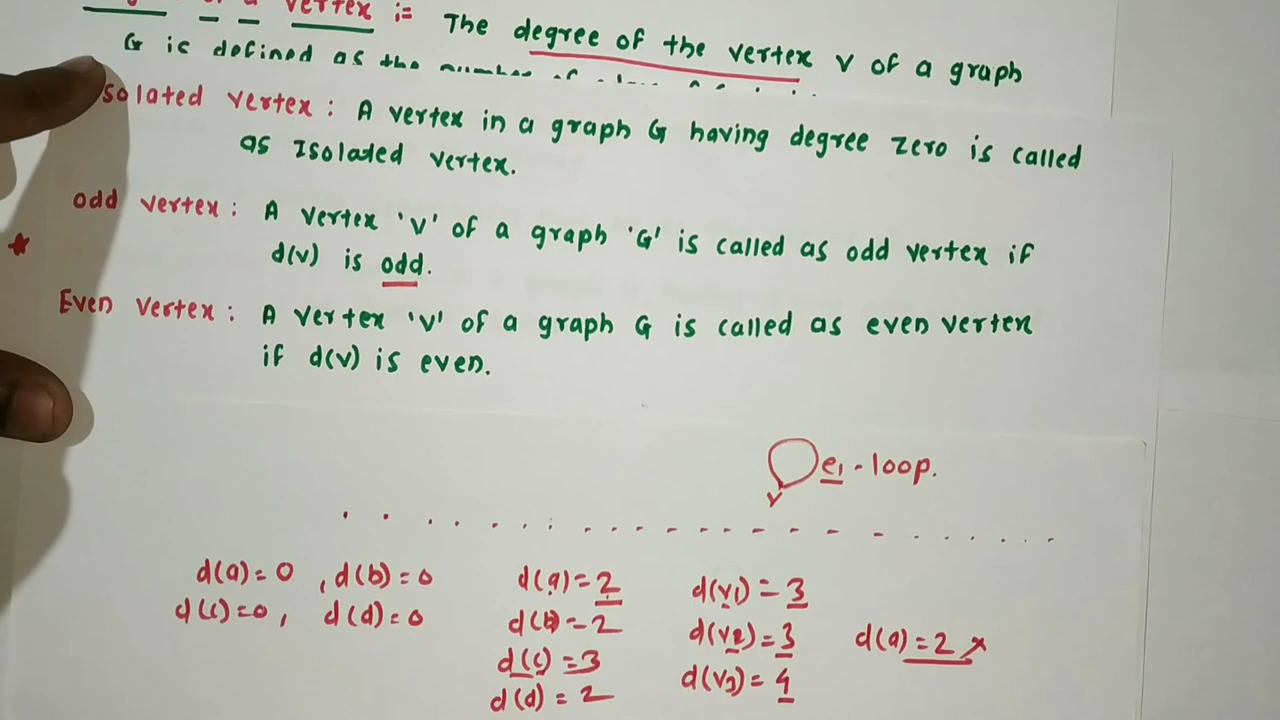 vertex := The degree of the vertex v of a graph
G is defined as the number of
solated vertex : A vertex in a graph G having degree zero is called
as Isolated vertex.
odd vertex : A vertex 'v' of a graph 'G' is called as odd vertex if
d(v) is odd.
Even vertex : A vertex 'v' of a graph G is called as even vertex
if d(v) is even.
e1 - loop.
v
d(a)=0 , d(b)=0
d(c)=0 , d(d)=0
d(a)=2
d(b)=2
d(c)=3
d(d)=2
d(v1)=3
d(v2)=3
d(v3)=4
d(a)=2